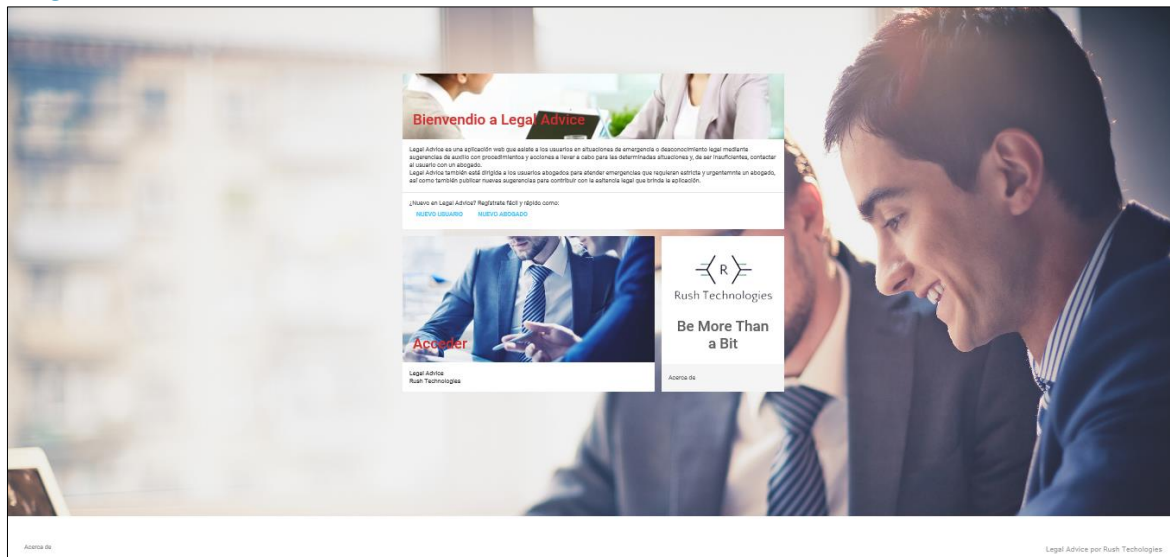 Bienvendio a Legal Advice
Legal Advice es una aplicación web que asiste a los usuarios en situaciones de emergencia o desconocimiento legal mediante
sugerencias de auxilio con procedimientos y acciones a llevar a cabo para las determinadas situaciones y, de ser insuficientes, contactar
al usuario con un abogado.
Legal Advice también está dirigida a los usuarios abogados para atender emergencias que requieran estricta y urgentemnte un abogado,
así como también publicar nuevas sugerencias para contribuir con la asitencia legal que brinda la aplicación.
¿Nuevo en Legal Advice? Regístrate fácil y rápido como:
NUEVO USUARIO NUEVO ABOGADO
Acceder
Legal Advice
Rush Technologies
R
Rush Technologies
Be More Than
a Bit
Acerca de
Acerca de
Legal Advice por Rush Techologies